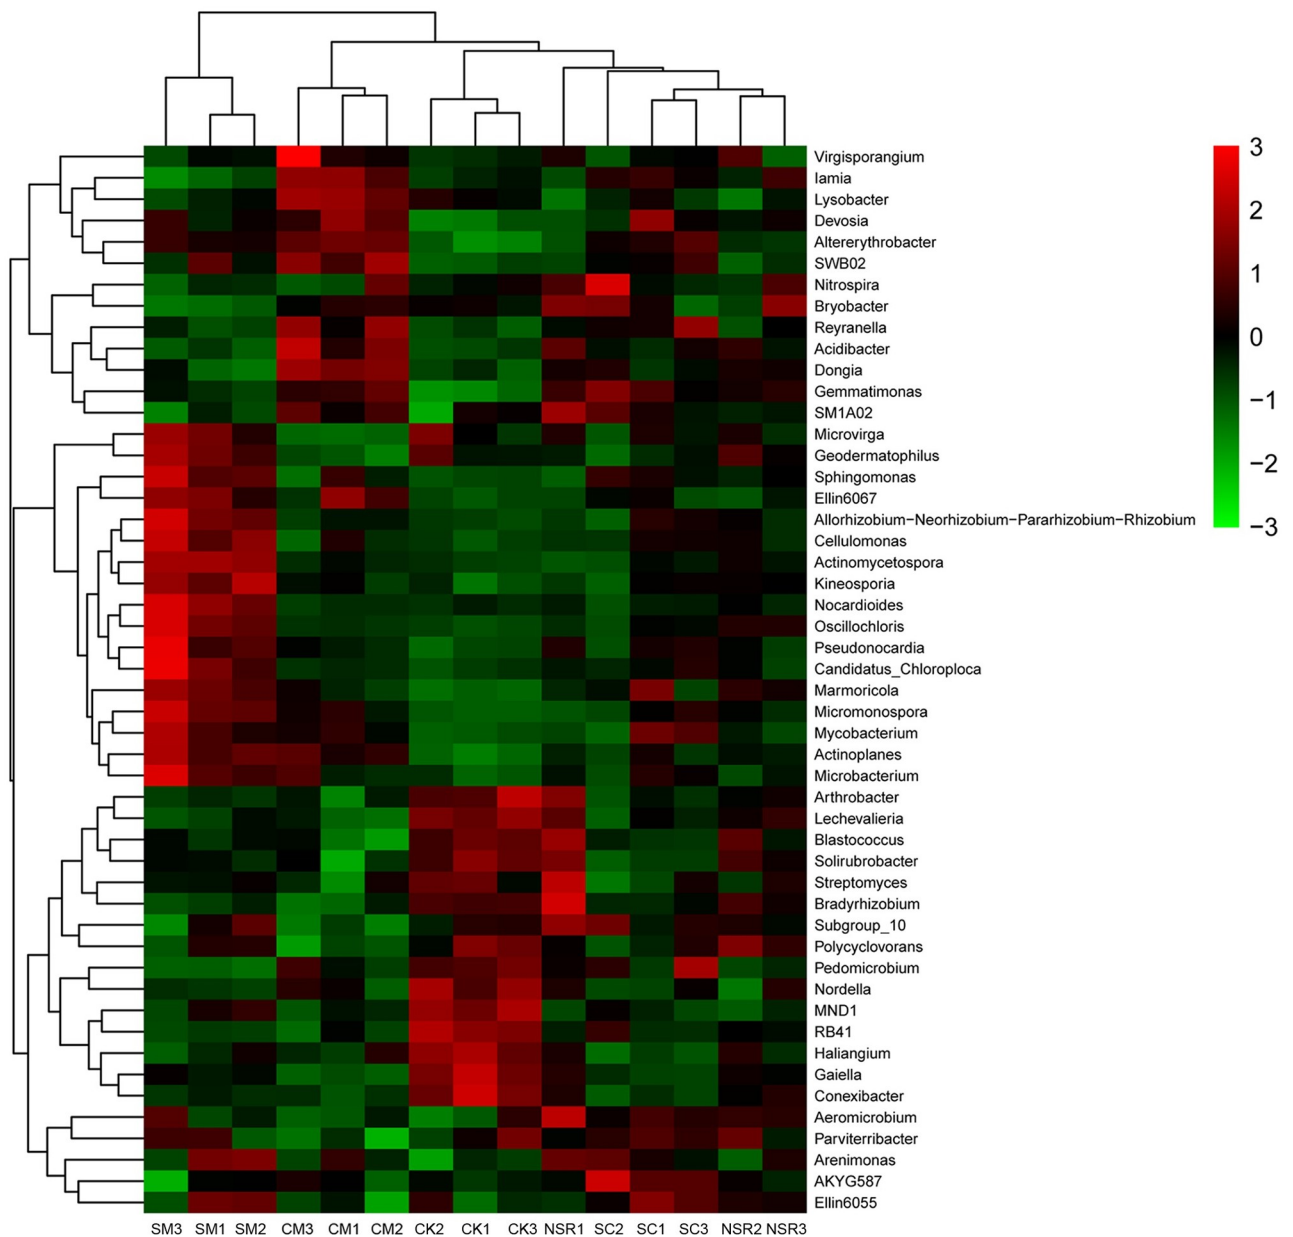 Virgisporangium
Iamia
Lysobacter
Devosia
Altererythrobacter
SWB02
Nitrospira
Bryobacter
Reyranella
Acidibacter
Dongia
Gemmatimonas
SM1A02
Microvirga
Geodermatophilus
Sphingomonas
Ellin6067
Allorhizobium−Neorhizobium−Pararhizobium−Rhizobium
Cellulomonas
Actinomycetospora
Kineosporia
Nocardioides
Oscillochloris
Pseudonocardia
Candidatus_Chloroploca
Marmoricola
Micromonospora
Mycobacterium
Actinoplanes
Microbacterium
Arthrobacter
Lechevalieria
Blastococcus
Solirubrobacter
Streptomyces
Bradyrhizobium
Subgroup_10
Polycyclovorans
Pedomicrobium
Nordella
MND1
RB41
Haliangium
Gaiella
Conexibacter
Aeromicrobium
Parviterribacter
Arenimonas
AKYG587
Ellin6055
SM3 SM1 SM2 CM3 CM1 CM2 CK2 CK1 CK3 NSR1 SC2 SC1 SC3 NSR2 NSR3
3
2
1
0
−1
−2
−3